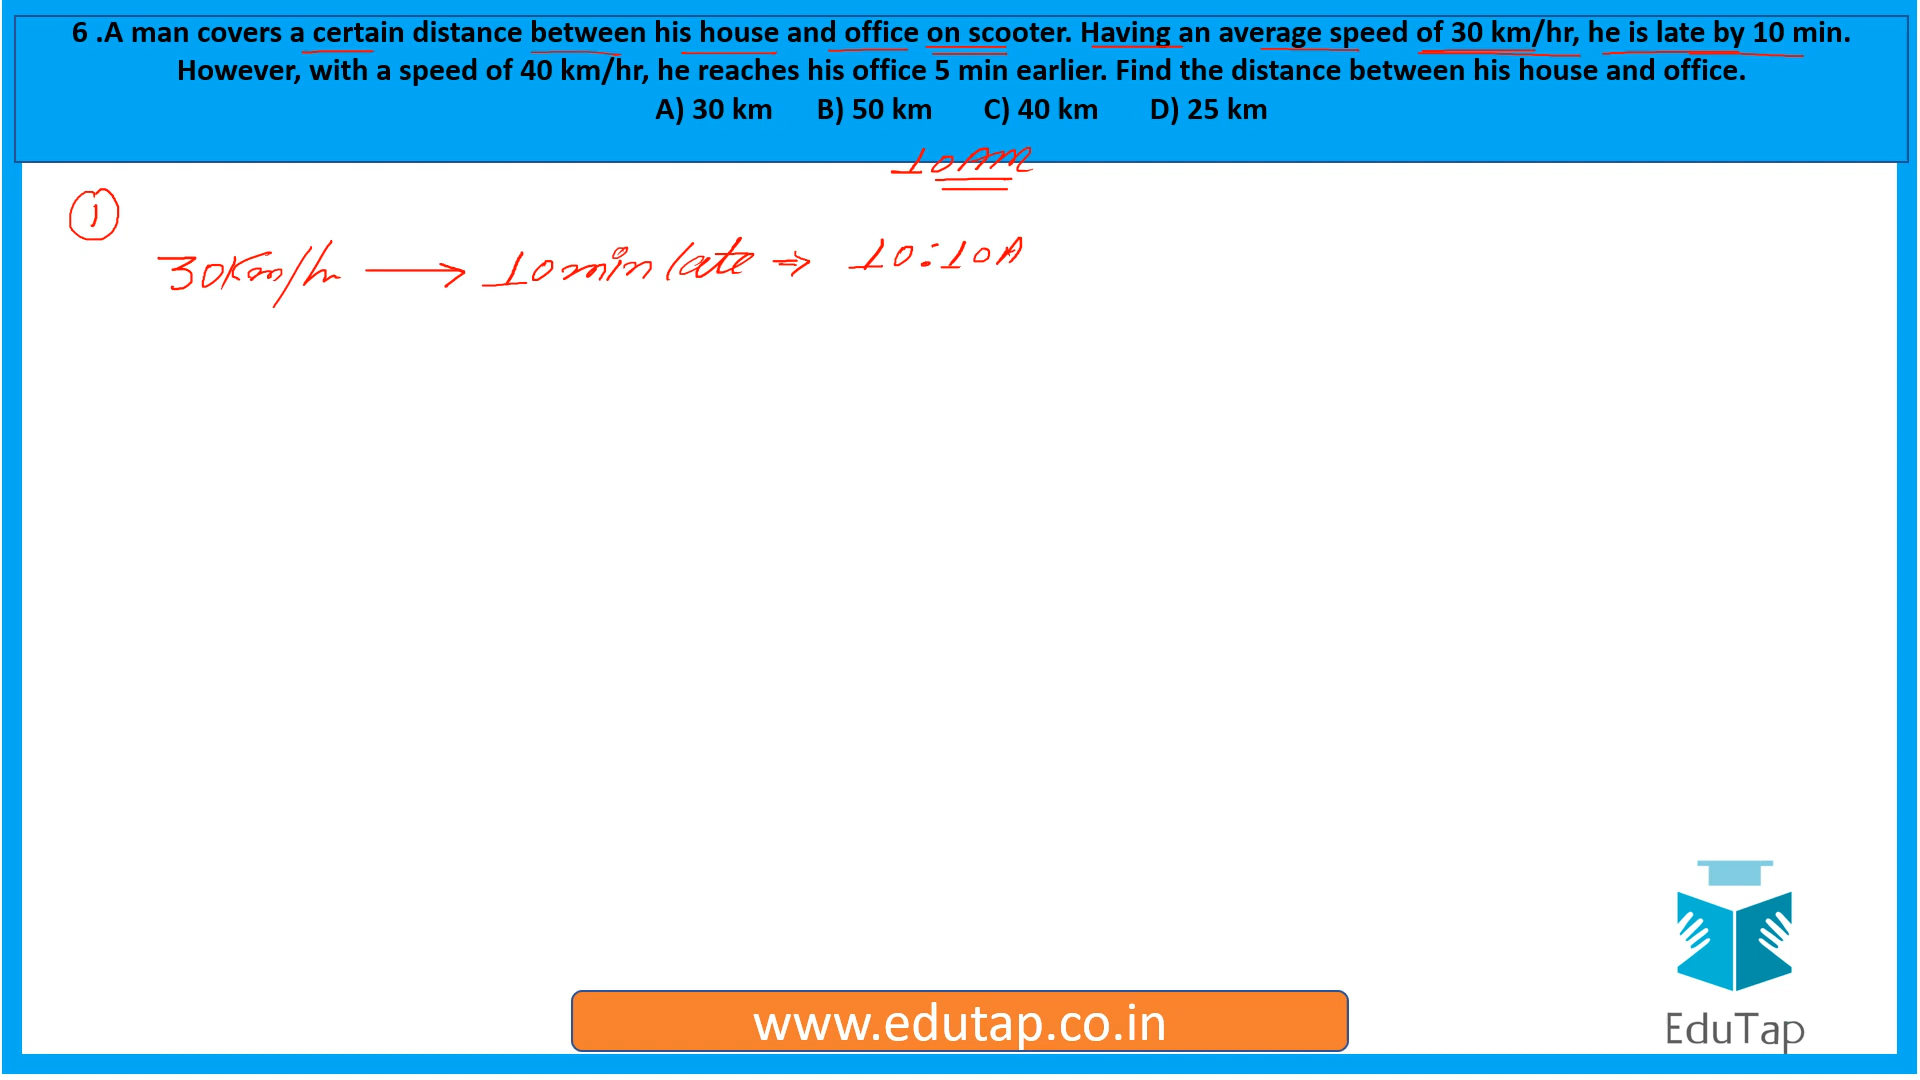 6 .A man covers a certain distance between his house and office on scooter. Having an average speed of 30 km/hr, he is late by 10 min.
However, with a speed of 40 km/hr, he reaches his office 5 min earlier. Find the distance between his house and office.
A) 30 km B) 50 km C) 40 km D) 25 km
10AM
1
30Km/hr → 10min late ⇒ 10:10A
www.edutap.co.in
EduTap